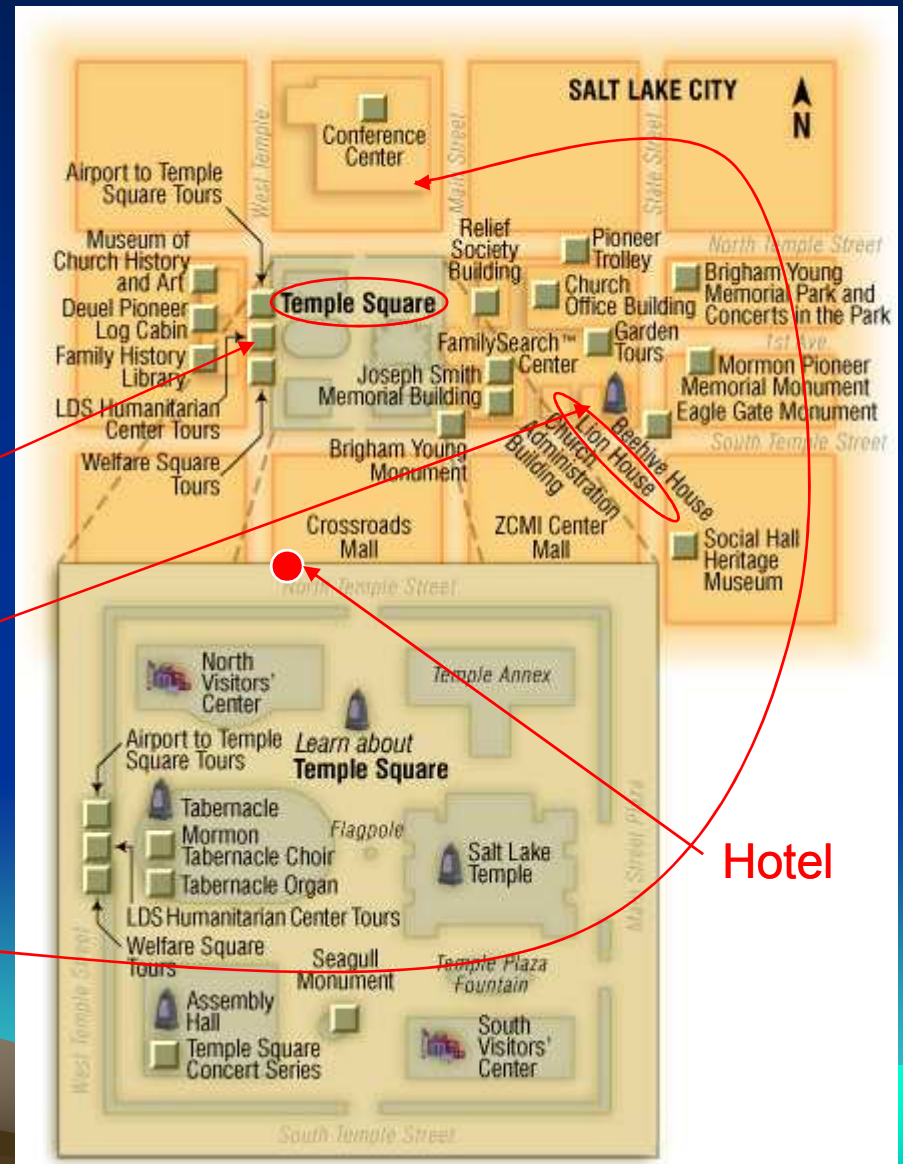 SALT LAKE CITY
N
West Temple
Main Street
State Street
Conference
Center
Airport to Temple
Square Tours
Museum of
Church History
and Art
Deuel Pioneer
Log Cabin
Family History
Library
LDS Humanitarian
Center Tours
Welfare Square
Tours
Temple Square
Relief
Society
Building
Pioneer
Trolley
Church
Office Building
North Temple Street
Brigham Young
Memorial Park and
Concerts in the Park
FamilySearch™
Center
Garden
Tours
1st Ave
Joseph Smith
Memorial Building
Mormon Pioneer
Memorial Monument
Eagle Gate Monument
South Temple Street
Brigham Young
Monument
Church
Administration
Building
Lion House
Beehive House
Crossroads
Mall
ZCMI Center
Mall
Social Hall
Heritage
Museum
North Temple Street
North
Visitors'
Center
Temple Annex
Airport to Temple
Square Tours
Learn about
Temple Square
Tabernacle
Mormon
Tabernacle Choir
Tabernacle Organ
Flagpole
Salt Lake
Temple
Main Street Plaza
Hotel
LDS Humanitarian Center Tours
Welfare Square
Tours
West Temple Street
Seagull
Monument
Temple Plaza
Fountain
Assembly
Hall
Temple Square
Concert Series
South
Visitors'
Center
South Temple Street